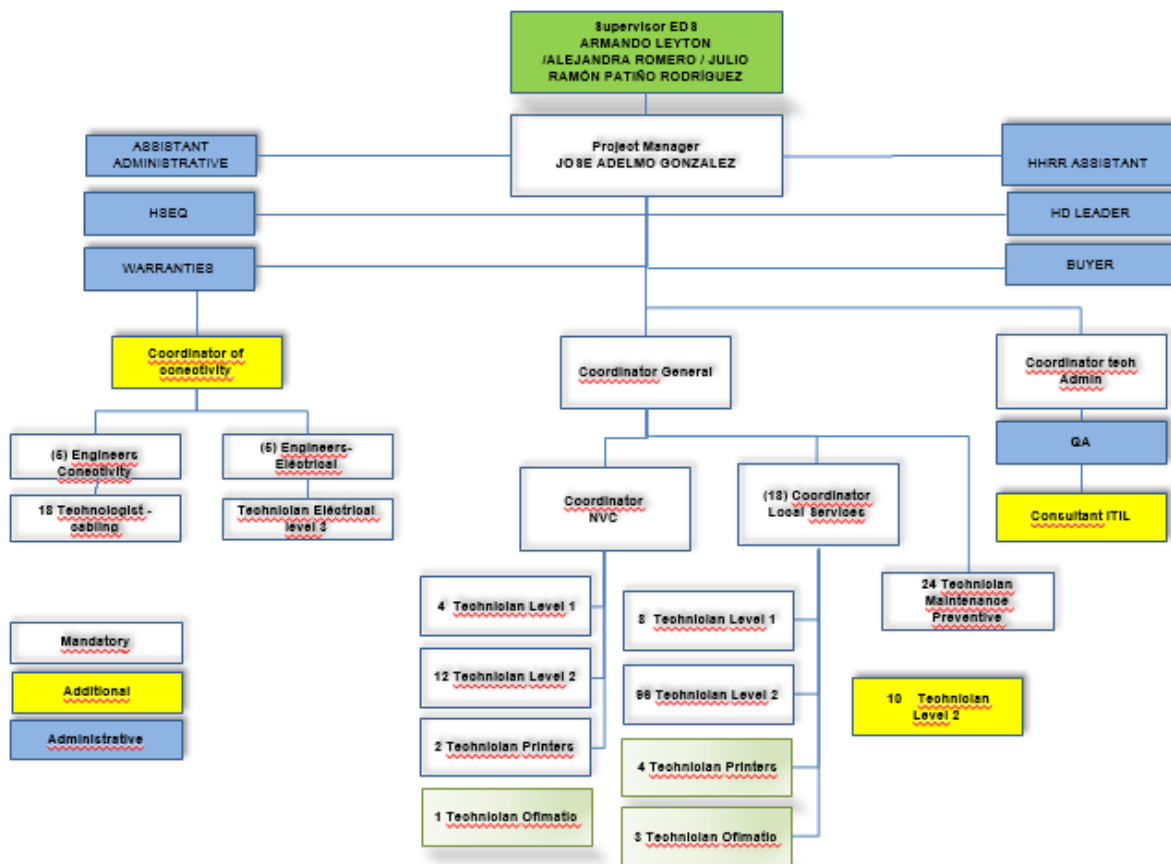 Supervisor EDS
ARMANDO LEYTON
/ALEJANDRA ROMERO / JULIO
RAMÓN PATIÑO RODRÍGUEZ
Project Manager
JOSE ADELMO GONZALEZ
ASSISTANT
ADMINISTRATIVE
HHRR ASSISTANT
HSEQ
HD LEADER
WARRANTIES
BUYER
Coordinator of
conectivity
Coordinator General
Coordinator tech
Admin
(5) Engineers
Conectivity
(5) Engineers-
Eléctrical
QA
18 Technologist -
cabling
Technician Eléctrical
level 3
Coordinator
NVC
(18) Coordinator
Local Services
Consultant ITIL
4 Technician Level 1
8 Technician Level 1
24 Technician
Maintenance
Preventive
Mandatory
12 Technician Level 2
96 Technician Level 2
Additional
10 Technician
Level 2
Administrative
2 Technician Printers
4 Technician Printers
1 Technician Ofimatic
3 Technician Ofimatic